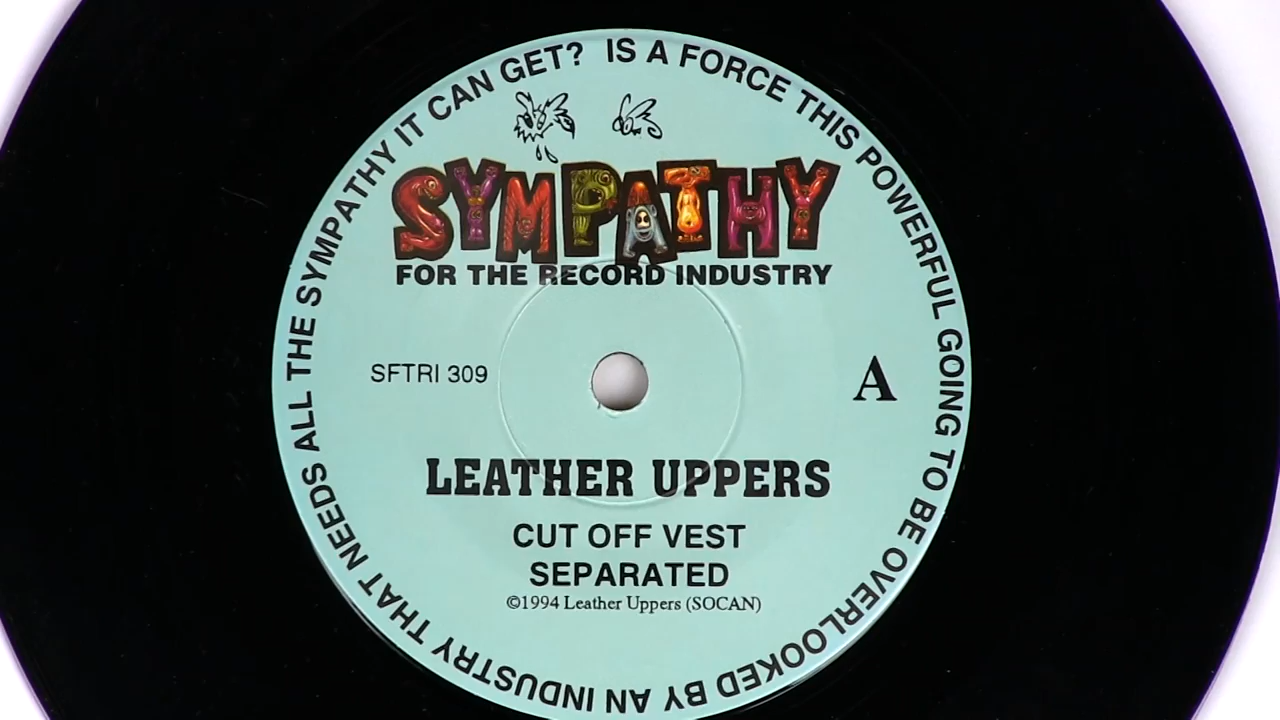 IS A FORCE THIS POWERFUL GOING TO BE OVERLOOKED BY AN INDUSTRY THAT NEEDS ALL THE SYMPATHY IT CAN GET?
SYMPATHY
FOR THE RECORD INDUSTRY
SFTRI 309
A
LEATHER UPPERS
CUT OFF VEST
SEPARATED
©1994 Leather Uppers (SOCAN)